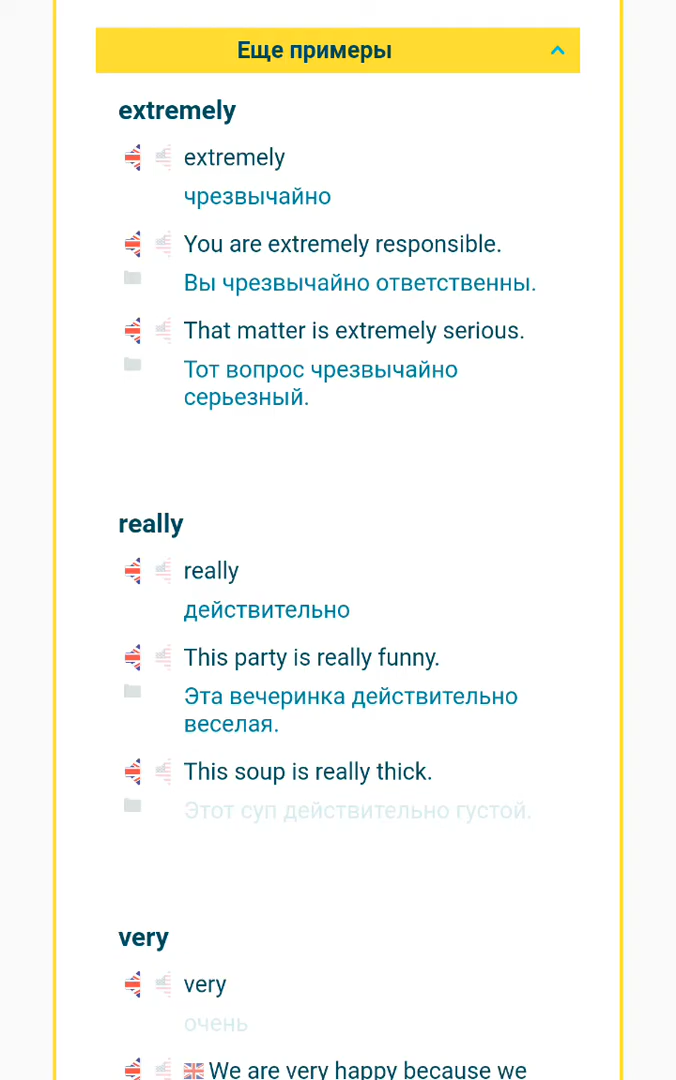 Еще примеры
extremely
extremely
чрезвычайно
You are extremely responsible.
Вы чрезвычайно ответственны.
That matter is extremely serious.
Тот вопрос чрезвычайно
серьезный.
really
really
действительно
This party is really funny.
Эта вечеринка действительно
веселая.
This soup is really thick.
Этот суп действительно густой.
very
very
очень
We are very happy because we